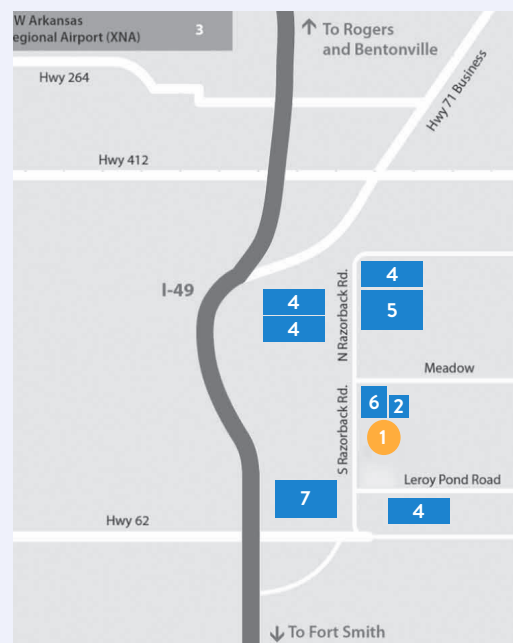 W Arkansas
egional Airport (XNA)
3
↑ To Rogers
and Bentonville
Hwy 264
Hwy 71 Business
Hwy 412
I-49
N Razorback Rd.
4
4
4
5
Meadow
S Razorback Rd.
6
2
1
Leroy Pond Road
7
4
Hwy 62
↓ To Fort Smith